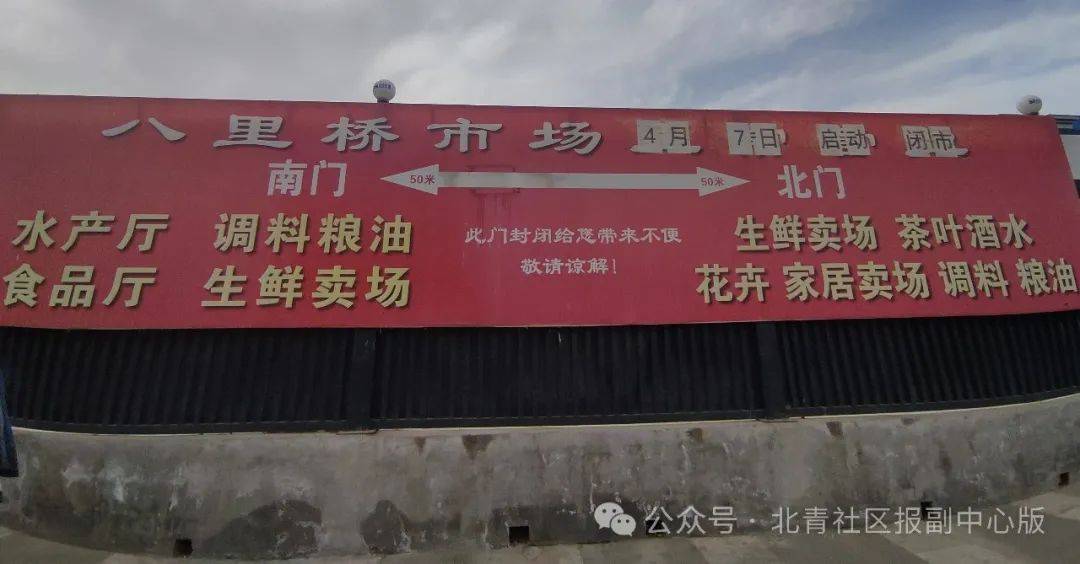 八里桥市场 4月 7日 启动 闭市
南门 50米 50米 北门
水产厅 调料粮油 此门封闭给您带来不便 生鲜卖场 茶叶酒水
食品厅 生鲜卖场 敬请谅解! 花卉 家居卖场 调料 粮油
公众号·北青社区报副中心版